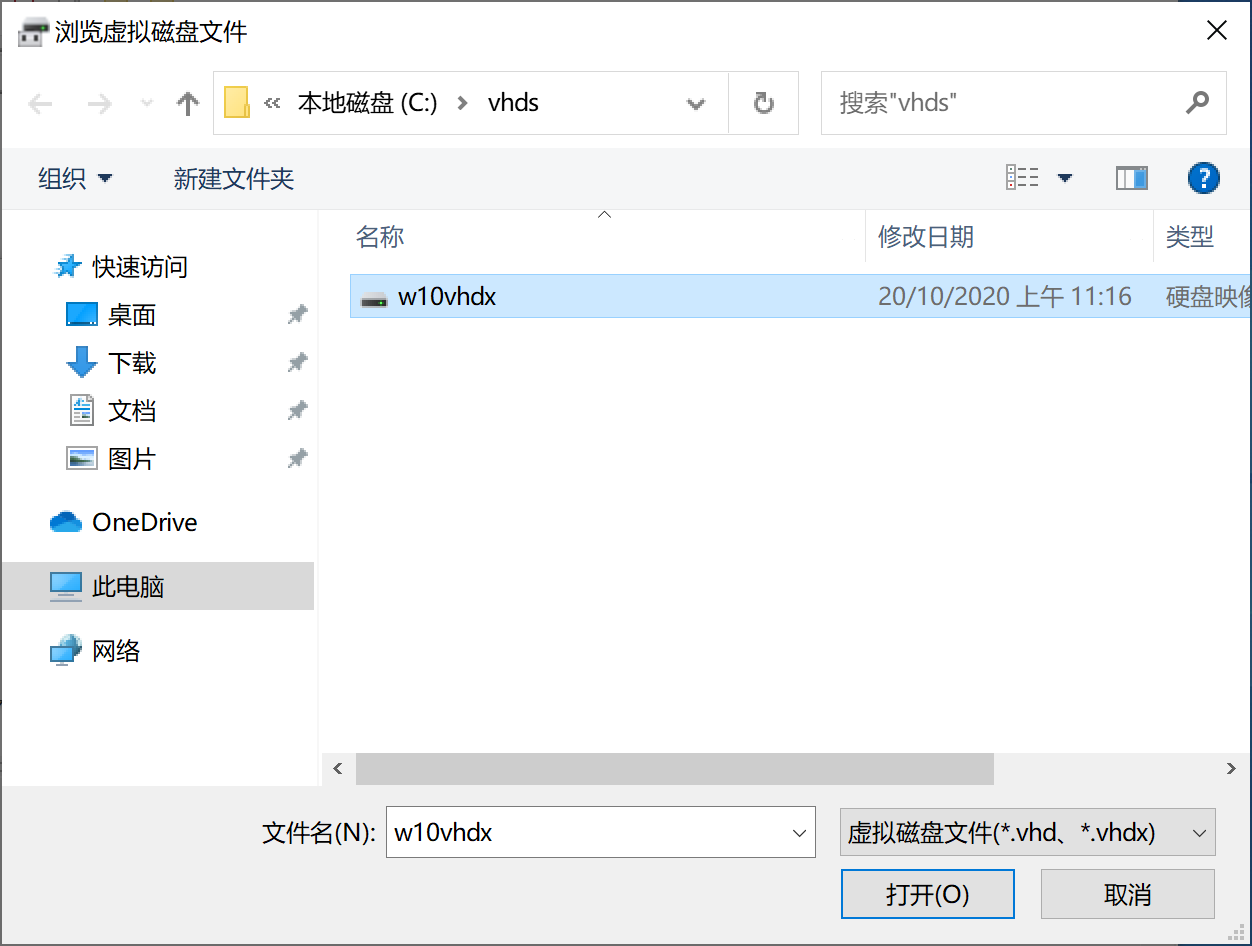 浏览虚拟磁盘文件
« 本地磁盘 (C:) > vhds
搜索"vhds"
组织
新建文件夹
?
名称
修改日期
类型
快速访问
桌面
下载
文档
图片
OneDrive
此电脑
网络
w10vhdx
20/10/2020 上午 11:16
硬盘映像
文件名(N):
w10vhdx
虚拟磁盘文件(*.vhd、*.vhdx)
打开(O)
取消